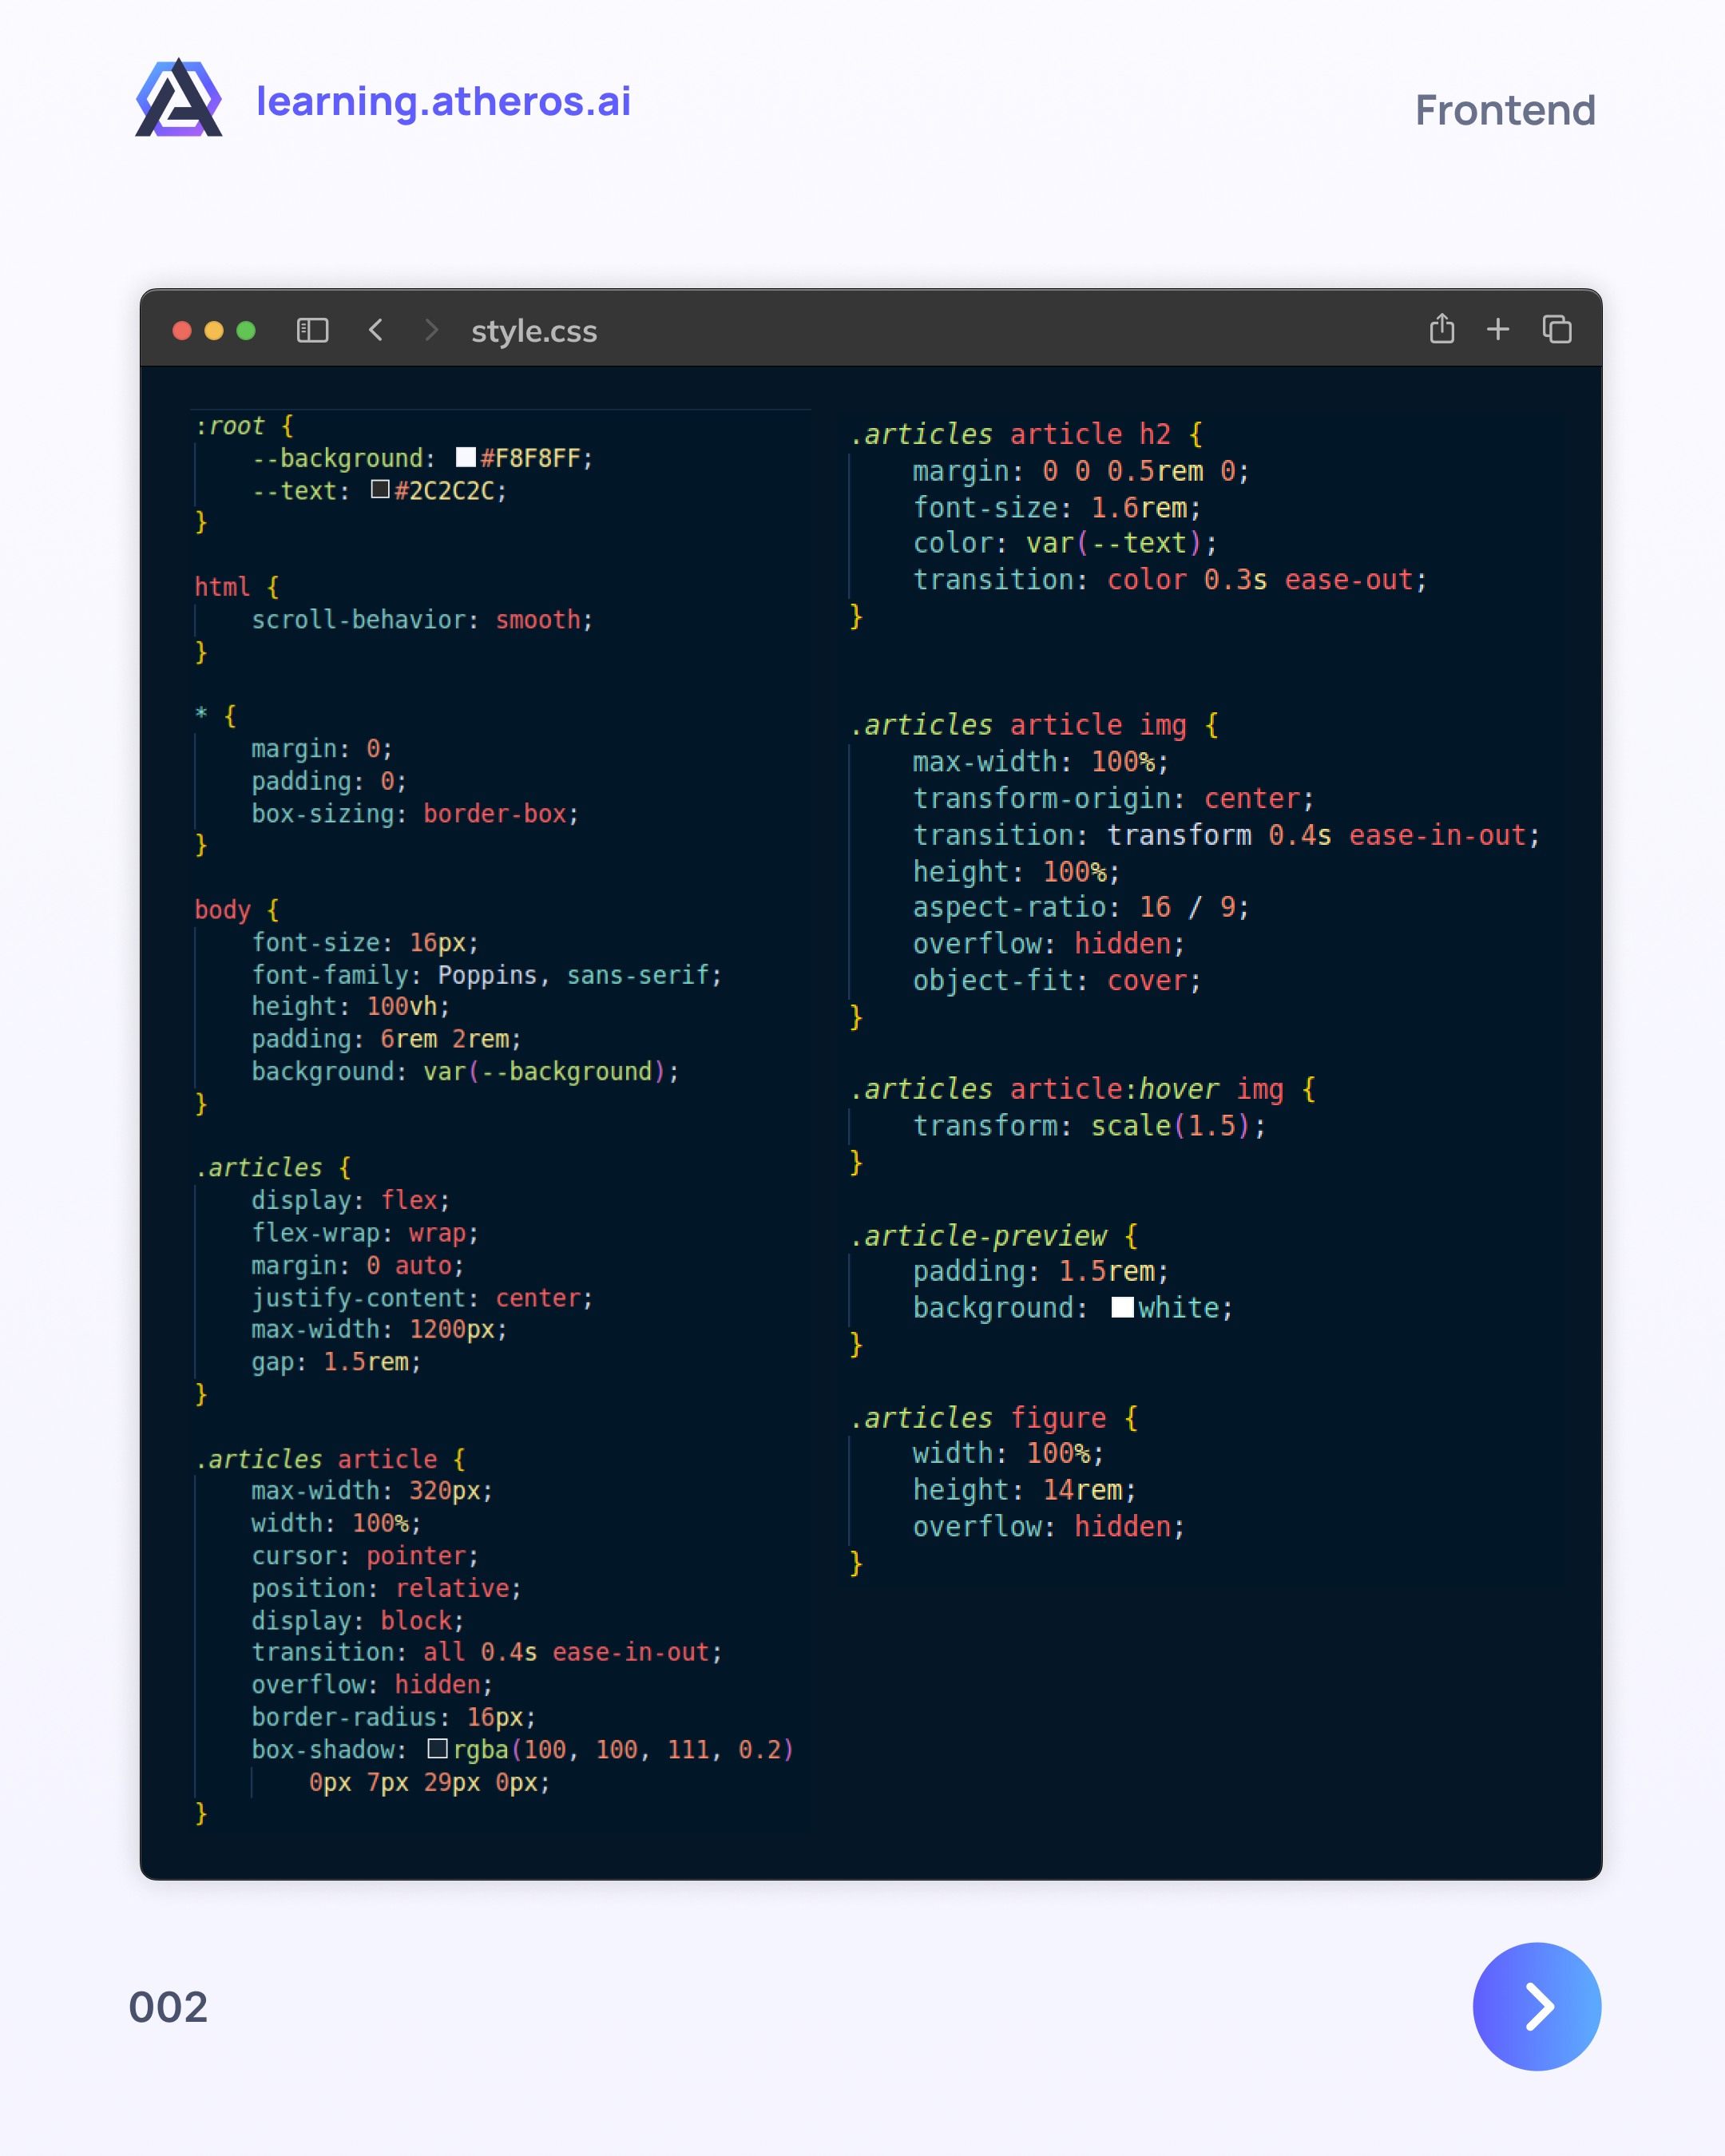 learning.atheros.ai
Frontend
style.css
:root {
    --background: #F8F8FF;
    --text: #2C2C2C;
}
html {
    scroll-behavior: smooth;
}
* {
    margin: 0;
    padding: 0;
    box-sizing: border-box;
}
body {
    font-size: 16px;
    font-family: Poppins, sans-serif;
    height: 100vh;
    padding: 6rem 2rem;
    background: var(--background);
}
.articles {
    display: flex;
    flex-wrap: wrap;
    margin: 0 auto;
    justify-content: center;
    max-width: 1200px;
    gap: 1.5rem;
}
.articles article {
    max-width: 320px;
    width: 100%;
    cursor: pointer;
    position: relative;
    display: block;
    transition: all 0.4s ease-in-out;
    overflow: hidden;
    border-radius: 16px;
    box-shadow: rgba(100, 100, 111, 0.2)
        0px 7px 29px 0px;
}
.articles article h2 {
    margin: 0 0 0.5rem 0;
    font-size: 1.6rem;
    color: var(--text);
    transition: color 0.3s ease-out;
}
.articles article img {
    max-width: 100%;
    transform-origin: center;
    transition: transform 0.4s ease-in-out;
    height: 100%;
    aspect-ratio: 16 / 9;
    overflow: hidden;
    object-fit: cover;
}
.articles article:hover img {
    transform: scale(1.5);
}
.article-preview {
    padding: 1.5rem;
    background: white;
}
.articles figure {
    width: 100%;
    height: 14rem;
    overflow: hidden;
}
002